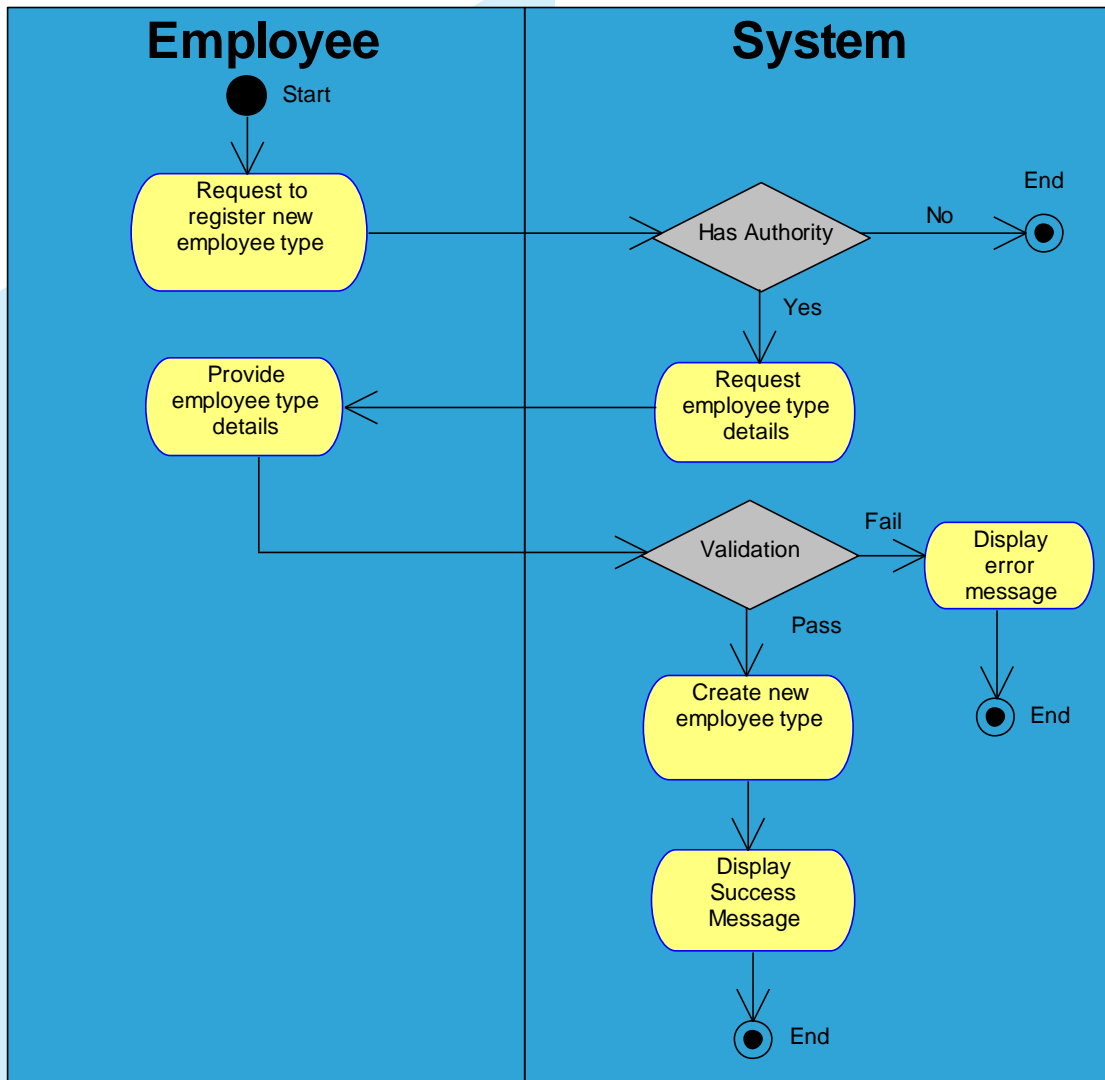 Employee
System
Start
Request to
register new
employee type
Has Authority
No
End
Yes
Request
employee type
details
Provide
employee type
details
Validation
Fail
Display
error
message
End
Pass
Create new
employee type
Display
Success
Message
End